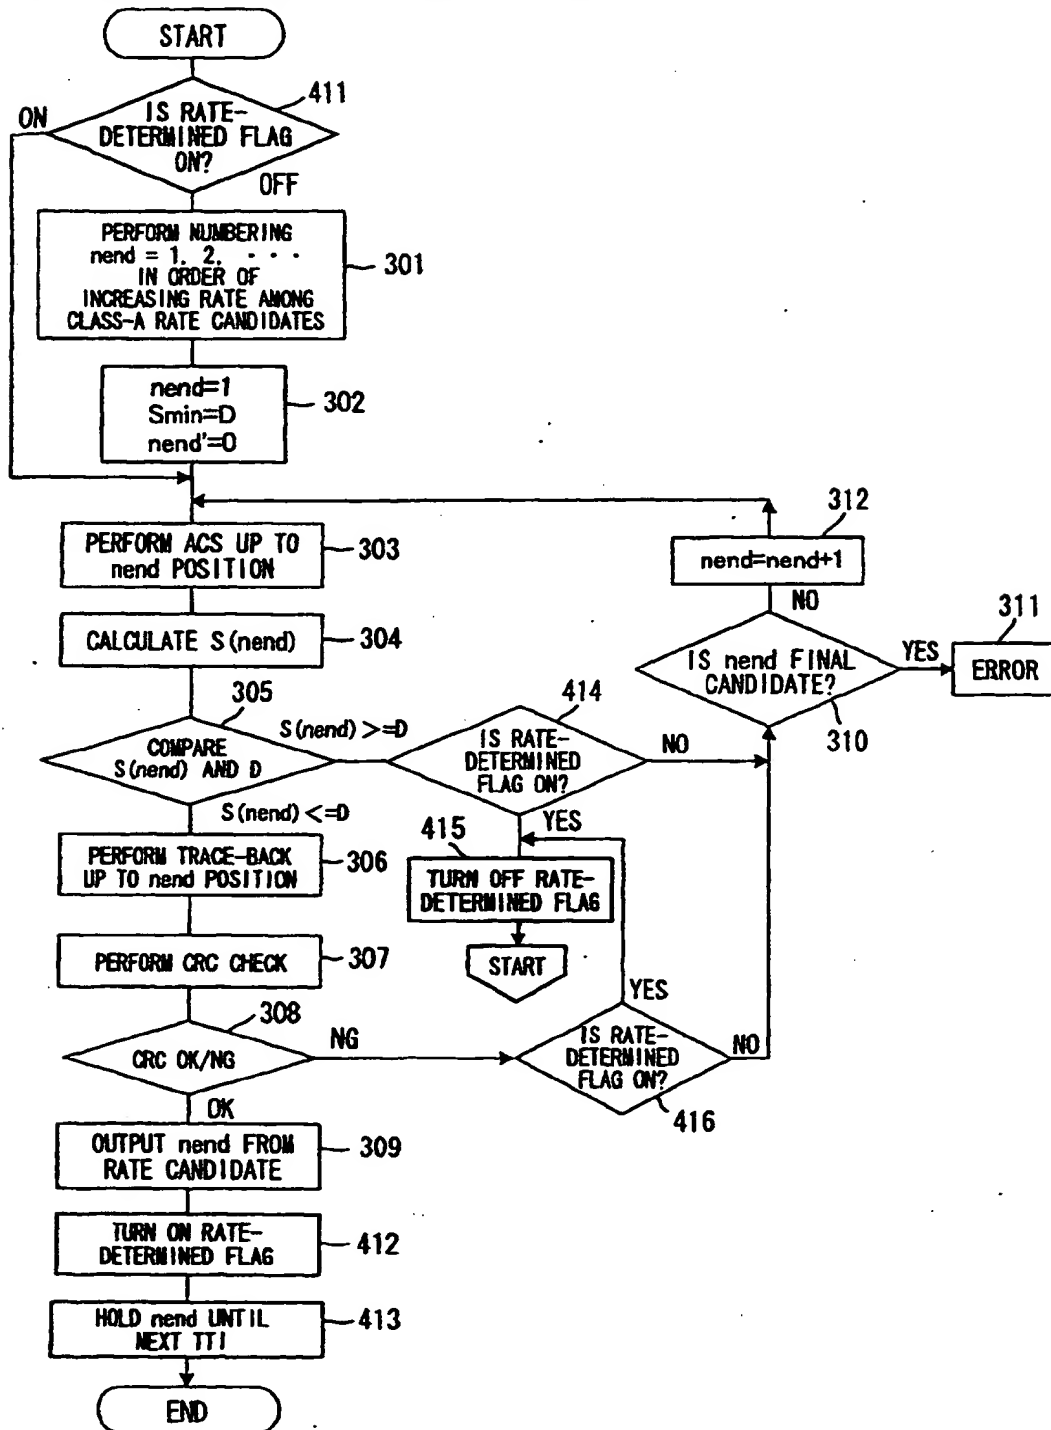 START
411
ON
IS RATE-
DETERMINED FLAG
ON?
OFF
PERFORM NUMBERING
nend = 1, 2, · · ·
IN ORDER OF
INCREASING RATE AMONG
CLASS-A RATE CANDIDATES
301
nend=1
Smin=D
nend'=0
302
312
nend=nend+1
NO
PERFORM ACS UP TO
nend POSITION
303
CALCULATE S(nend)
304
IS nend FINAL
CANDIDATE?
310
YES
311
ERROR
305
COMPARE
S(nend) AND D
S(nend)>=D
S(nend)<=D
414
IS RATE-
DETERMINED
FLAG ON?
NO
YES
415
TURN OFF RATE-
DETERMINED FLAG
START
PERFORM TRACE-BACK
UP TO nend POSITION
306
PERFORM CRC CHECK
307
308
CRC OK/NG
NG
OK
YES
IS RATE-
DETERMINED
FLAG ON?
NO
416
OUTPUT nend FROM
RATE CANDIDATE
309
TURN ON RATE-
DETERMINED FLAG
412
HOLD nend UNTIL
NEXT TTI
413
END